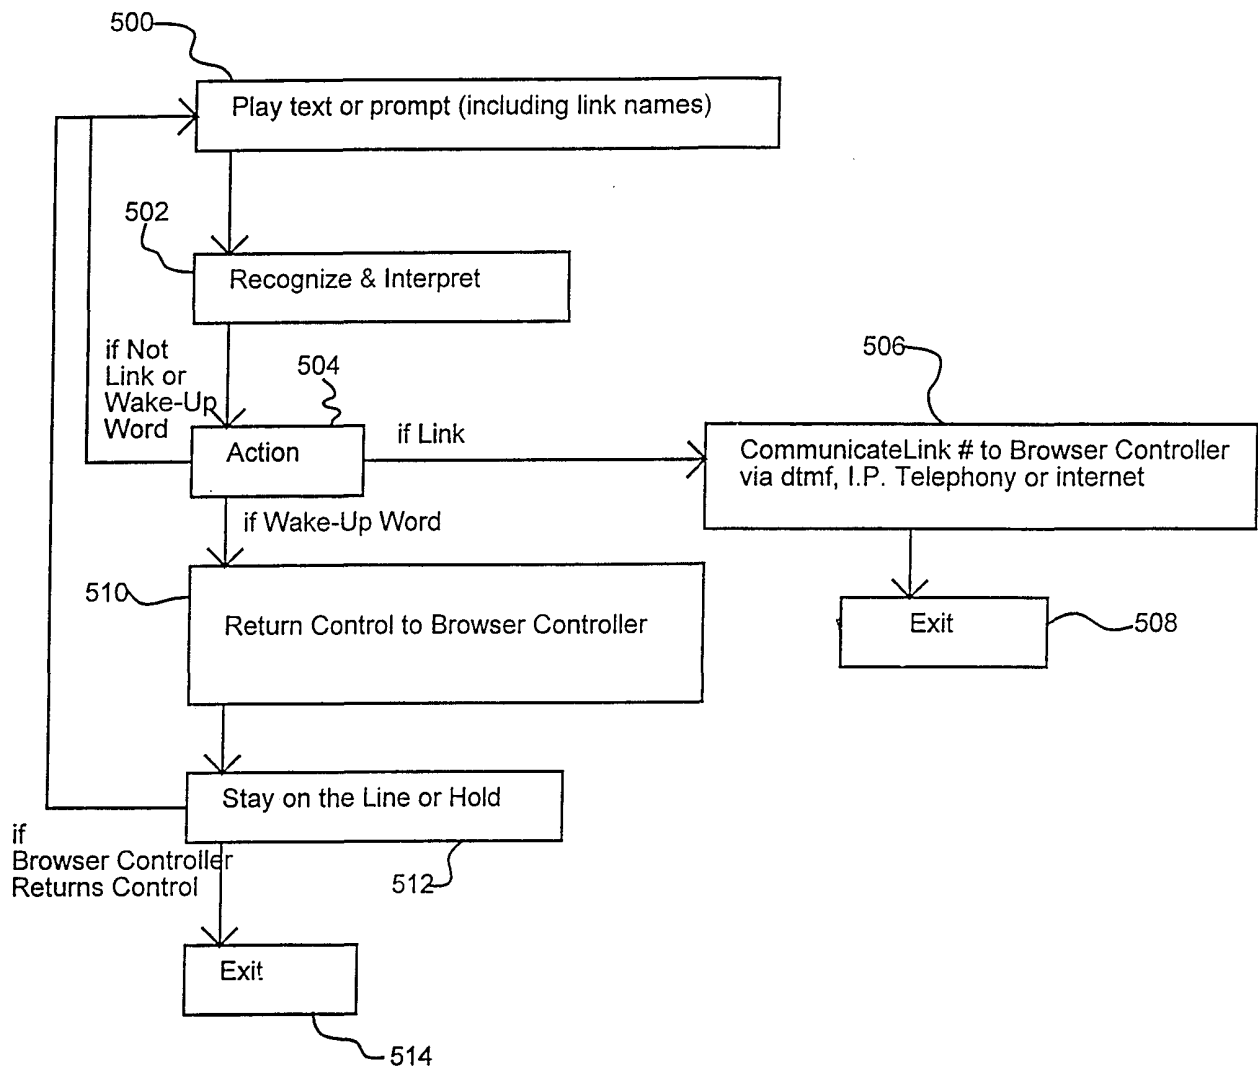 500
Play text or prompt (including link names)
502
Recognize & Interpret
if Not
Link or
Wake-Up
Word
504
Action
if Link
506
CommunicateLink # to Browser Controller
via dtmf, I.P. Telephony or internet
if Wake-Up Word
510
Return Control to Browser Controller
Exit
508
Stay on the Line or Hold
if
Browser Controller
Returns Control
512
Exit
514